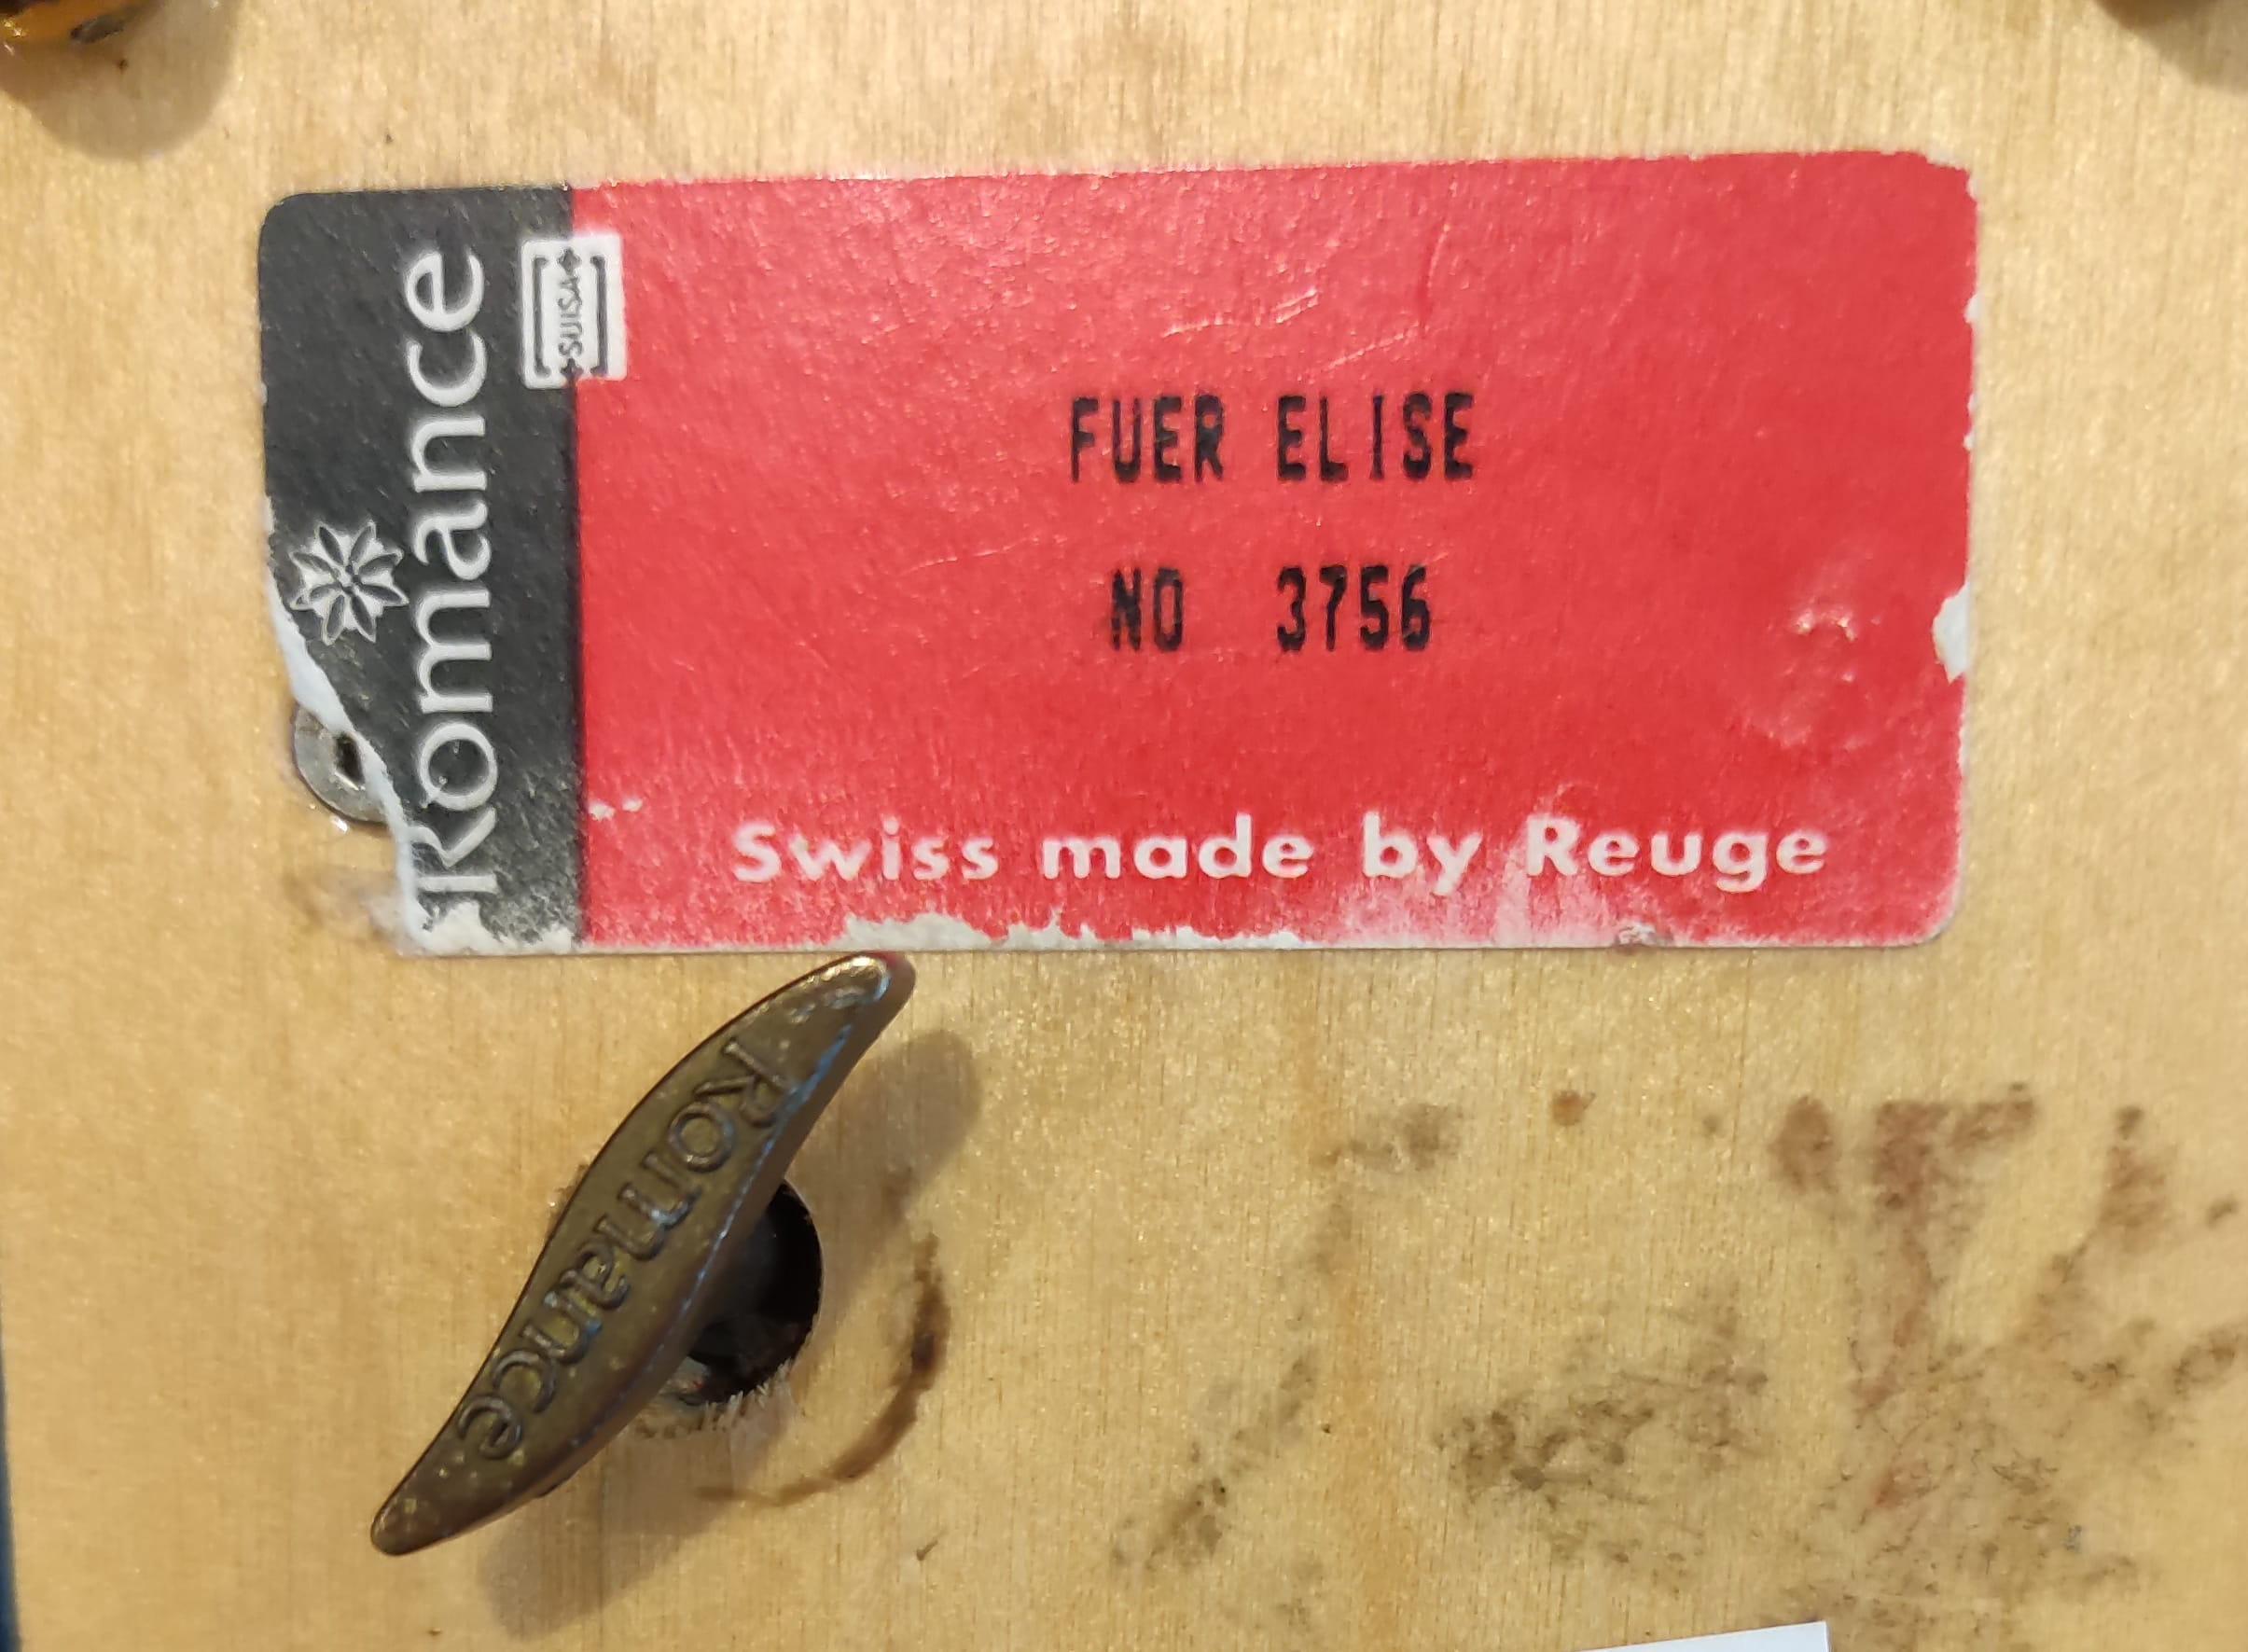 Romance
SUISA
FUER ELISE
NO 3756
Swiss made by Reuge
Romance